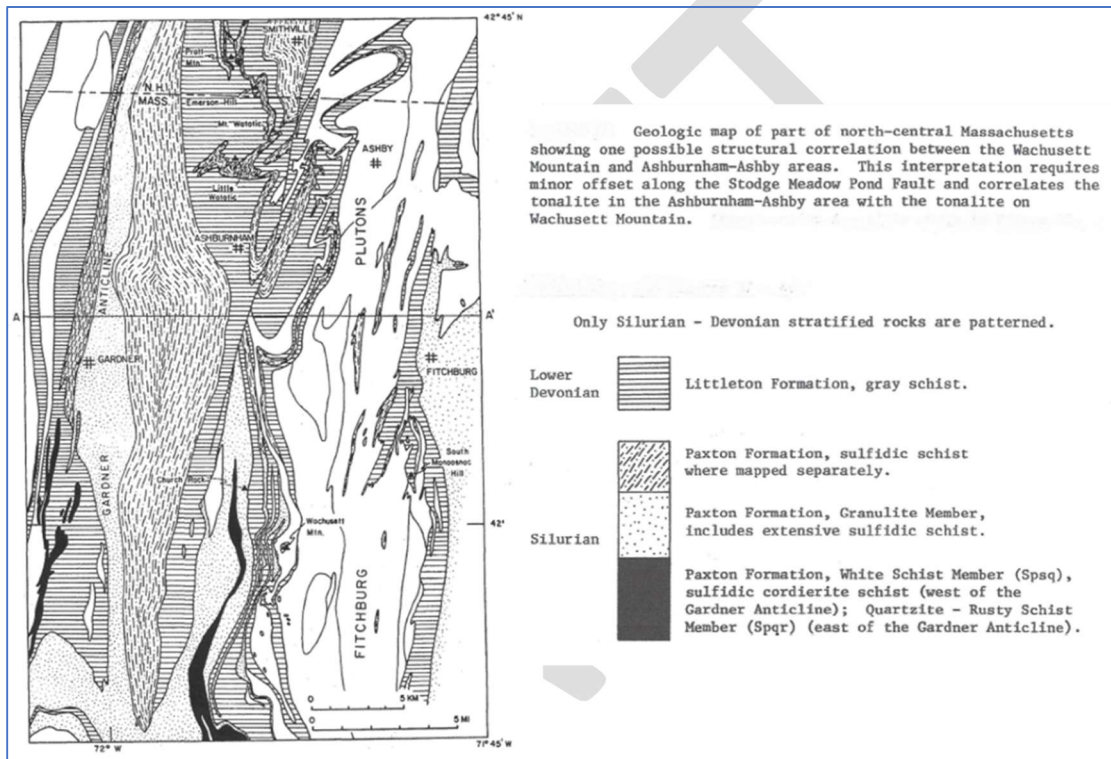 42°45'N
SMITHVILLE
Pratt
Mtn.
N.H.
MASS.
Emerson Hill
Mt. Watatic
ASHBY
Little
Watatic
ASHBURNHAM
PLUTONS
ANTICLINE
A
A'
GARDNER
FITCHBURG
South
Monoosnoc
Hill
GARDNER
Church Rock
42'
Wachusett
Mtn.
FITCHBURG
0 5 KM
0 5 MI
72° W
71°45' W
Geologic map of part of north-central Massachusetts
showing one possible structural correlation between the Wachusett
Mountain and Ashburnham-Ashby areas. This interpretation requires
minor offset along the Stodge Meadow Pond Fault and correlates the
tonalite in the Ashburnham-Ashby area with the tonalite on
Wachusett Mountain.
Only Silurian - Devonian stratified rocks are patterned.
Lower
Devonian
Littleton Formation, gray schist.
Paxton Formation, sulfidic schist
where mapped separately.
Silurian
Paxton Formation, Granulite Member,
includes extensive sulfidic schist.
Paxton Formation, White Schist Member (Spsq),
sulfidic cordierite schist (west of the
Gardner Anticline); Quartzite - Rusty Schist
Member (Spqr) (east of the Gardner Anticline).